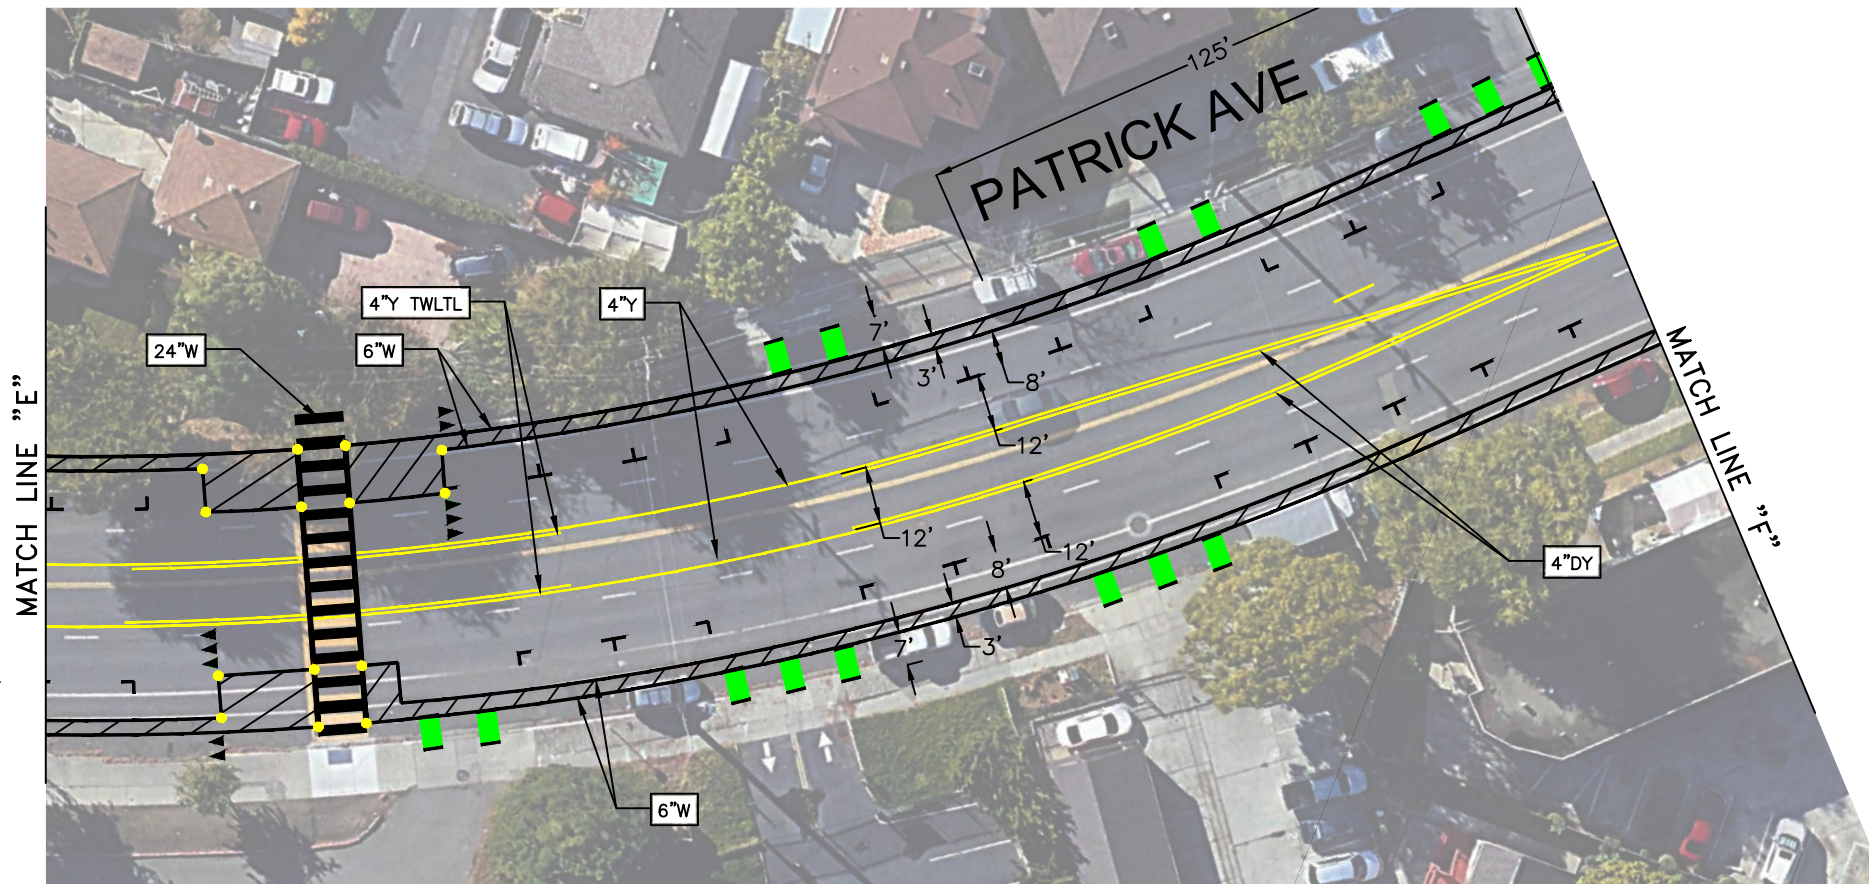 125'
PATRICK AVE
4"Y TWLTL
4"Y
24"W
6"W
7'
3'
8'
12'
12'
12'
8'
7'
3'
4"DY
6"W
MATCH LINE "E"
MATCH LINE "F"